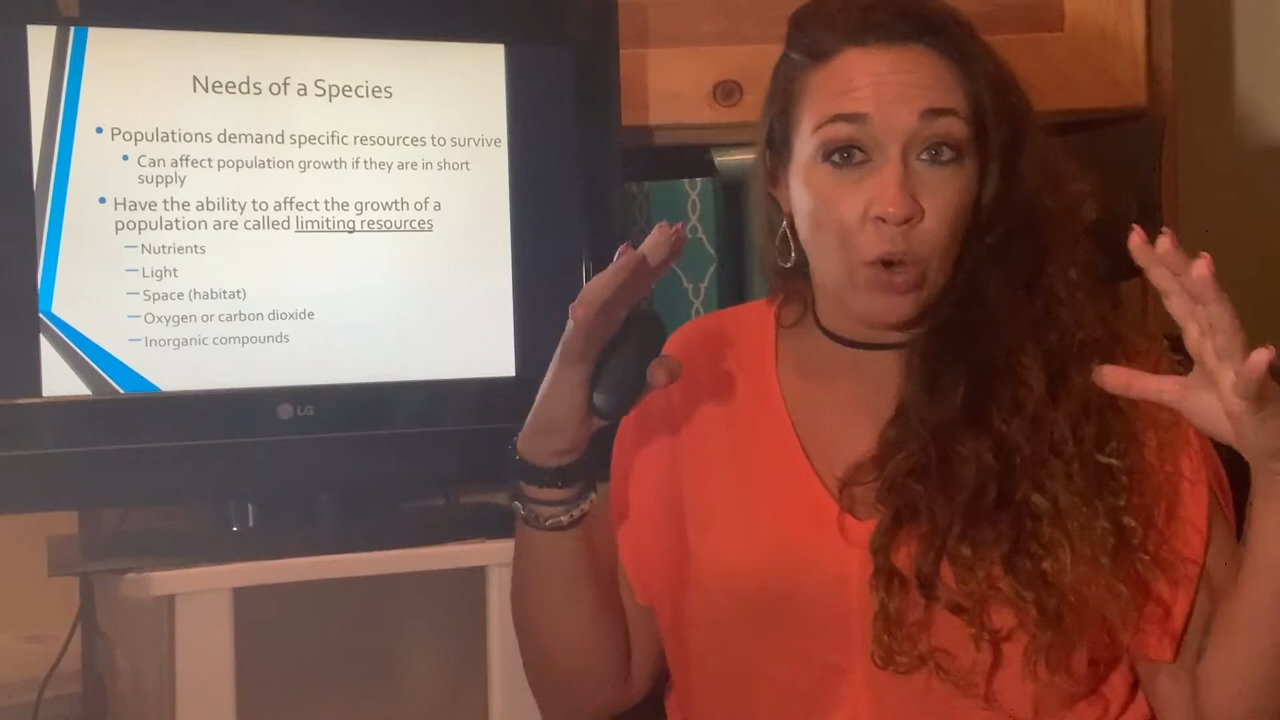 Needs of a Species
Populations demand specific resources to survive
Can affect population growth if they are in short
supply
Have the ability to affect the growth of a
population are called limiting resources
Nutrients
Light
Space (habitat)
Oxygen or carbon dioxide
Inorganic compounds
LG